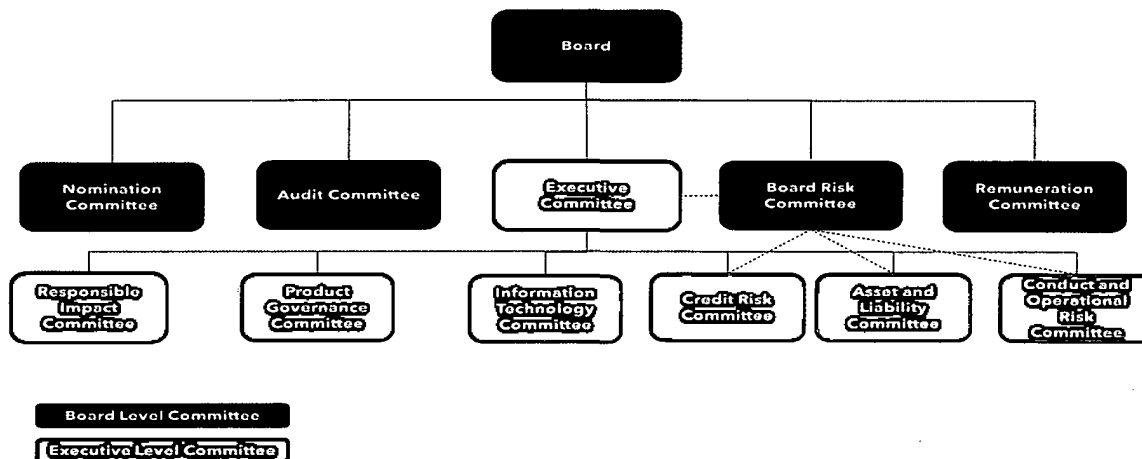 Board
Nomination
Committee
Audit Committee
Executive
Committee
Board Risk
Committee
Remuneration
Committee
Responsible
Impact
Committee
Product
Governance
Committee
Information
Technology
Committee
Credit Risk
Committee
Asset and
Liability
Committee
Conduct and
Operational
Risk
Committee
Board Level Committee
Executive Level Committee